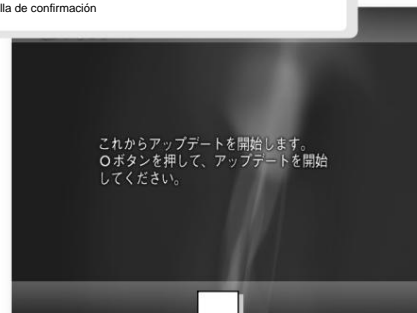 lla de confirmación
これからアップデートを開始します。
○ボタンを押して、アップデートを開始
してください。